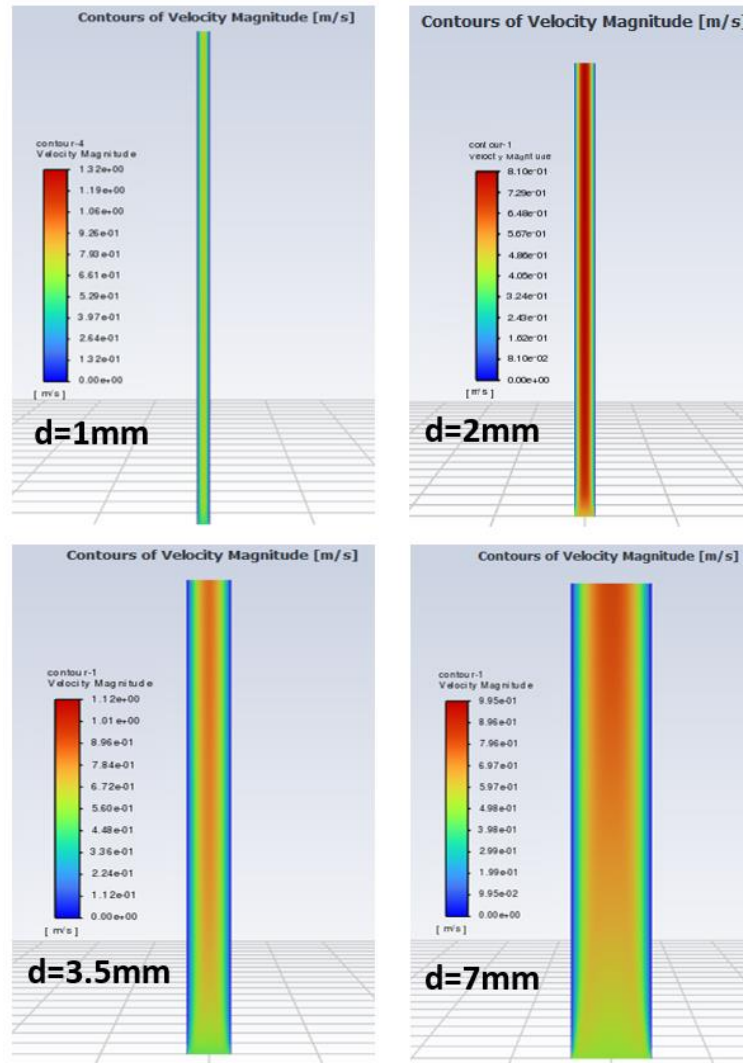 Contours of Velocity Magnitude [m/s]
contour-4
Velocity Magnitude
1.32e+00
1.19e+00
1.06e+00
9.26e-01
7.93e-01
6.61e-01
5.29e-01
3.97e-01
2.64e-01
1.32e-01
0.00e+00
[ m/s ]
d=1mm
Contours of Velocity Magnitude [m/s]
contour-1
Velocity Magnitude
8.10e-01
7.29e-01
6.48e-01
5.67e-01
4.86e-01
4.05e-01
3.24e-01
2.43e-01
1.62e-01
8.10e-02
0.00e+00
[ m/s ]
d=2mm
Contours of Velocity Magnitude [m/s]
contour-1
Velocity Magnitude
1.12e+00
1.01e+00
8.96e-01
7.84e-01
6.72e-01
5.60e-01
4.48e-01
3.36e-01
2.24e-01
1.12e-01
0.00e+00
[ m/s ]
d=3.5mm
Contours of Velocity Magnitude [m/s]
contour-1
Velocity Magnitude
9.95e-01
8.96e-01
7.96e-01
6.97e-01
5.97e-01
4.98e-01
3.98e-01
2.99e-01
1.99e-01
9.95e-02
0.00e+00
[ m/s ]
d=7mm